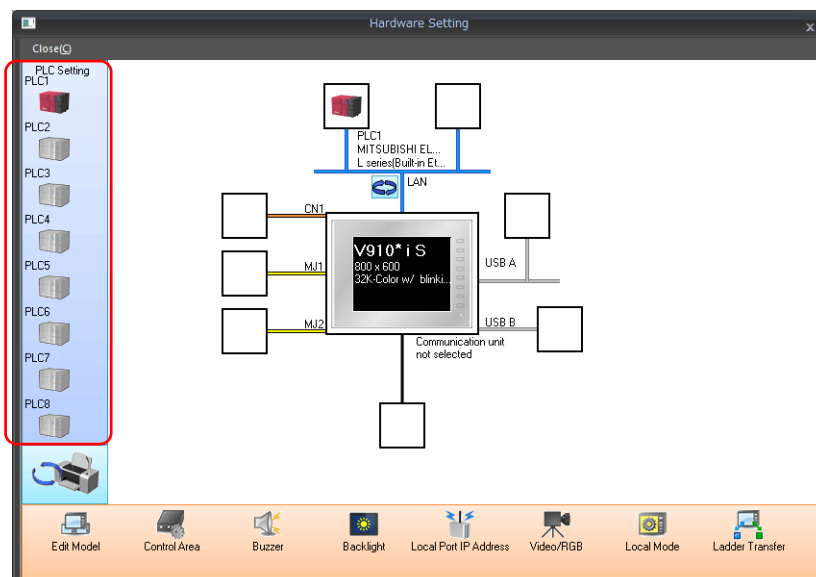 Hardware Setting
x
Close(C)
PLC Setting
PLC1
PLC2
PLC3
PLC4
PLC5
PLC6
PLC7
PLC8
PLC1
MITSUBISHI EL...
L series(Built-in Et...
LAN
CN1
MJ1
MJ2
V910* i S
800 x 600
32K-Color w/ blinki...
USB A
USB B
Communication unit
not selected
Edit Model
Control Area
Buzzer
Backlight
Local Port IP Address
Video/RGB
Local Mode
Ladder Transfer